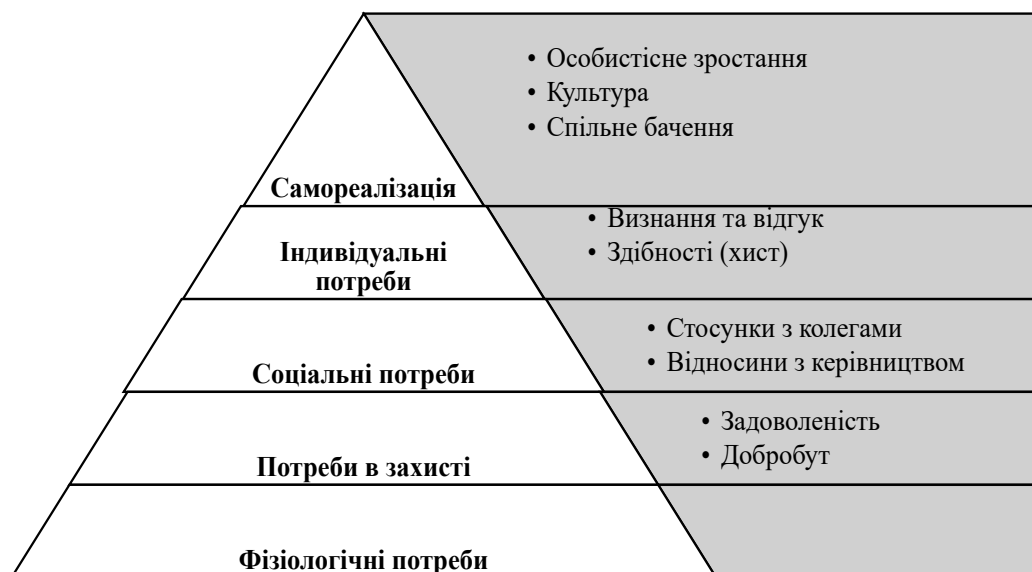 • Особистісне зростання
• Культура
• Спільне бачення
Самореалізація
• Визнання та відгук
• Здібності (хист)
Індивідуальні
потреби
• Стосунки з колегами
• Відносини з керівництвом
Соціальні потреби
• Задоволеність
• Добробут
Потреби в захисті
Фізіологічні потреби